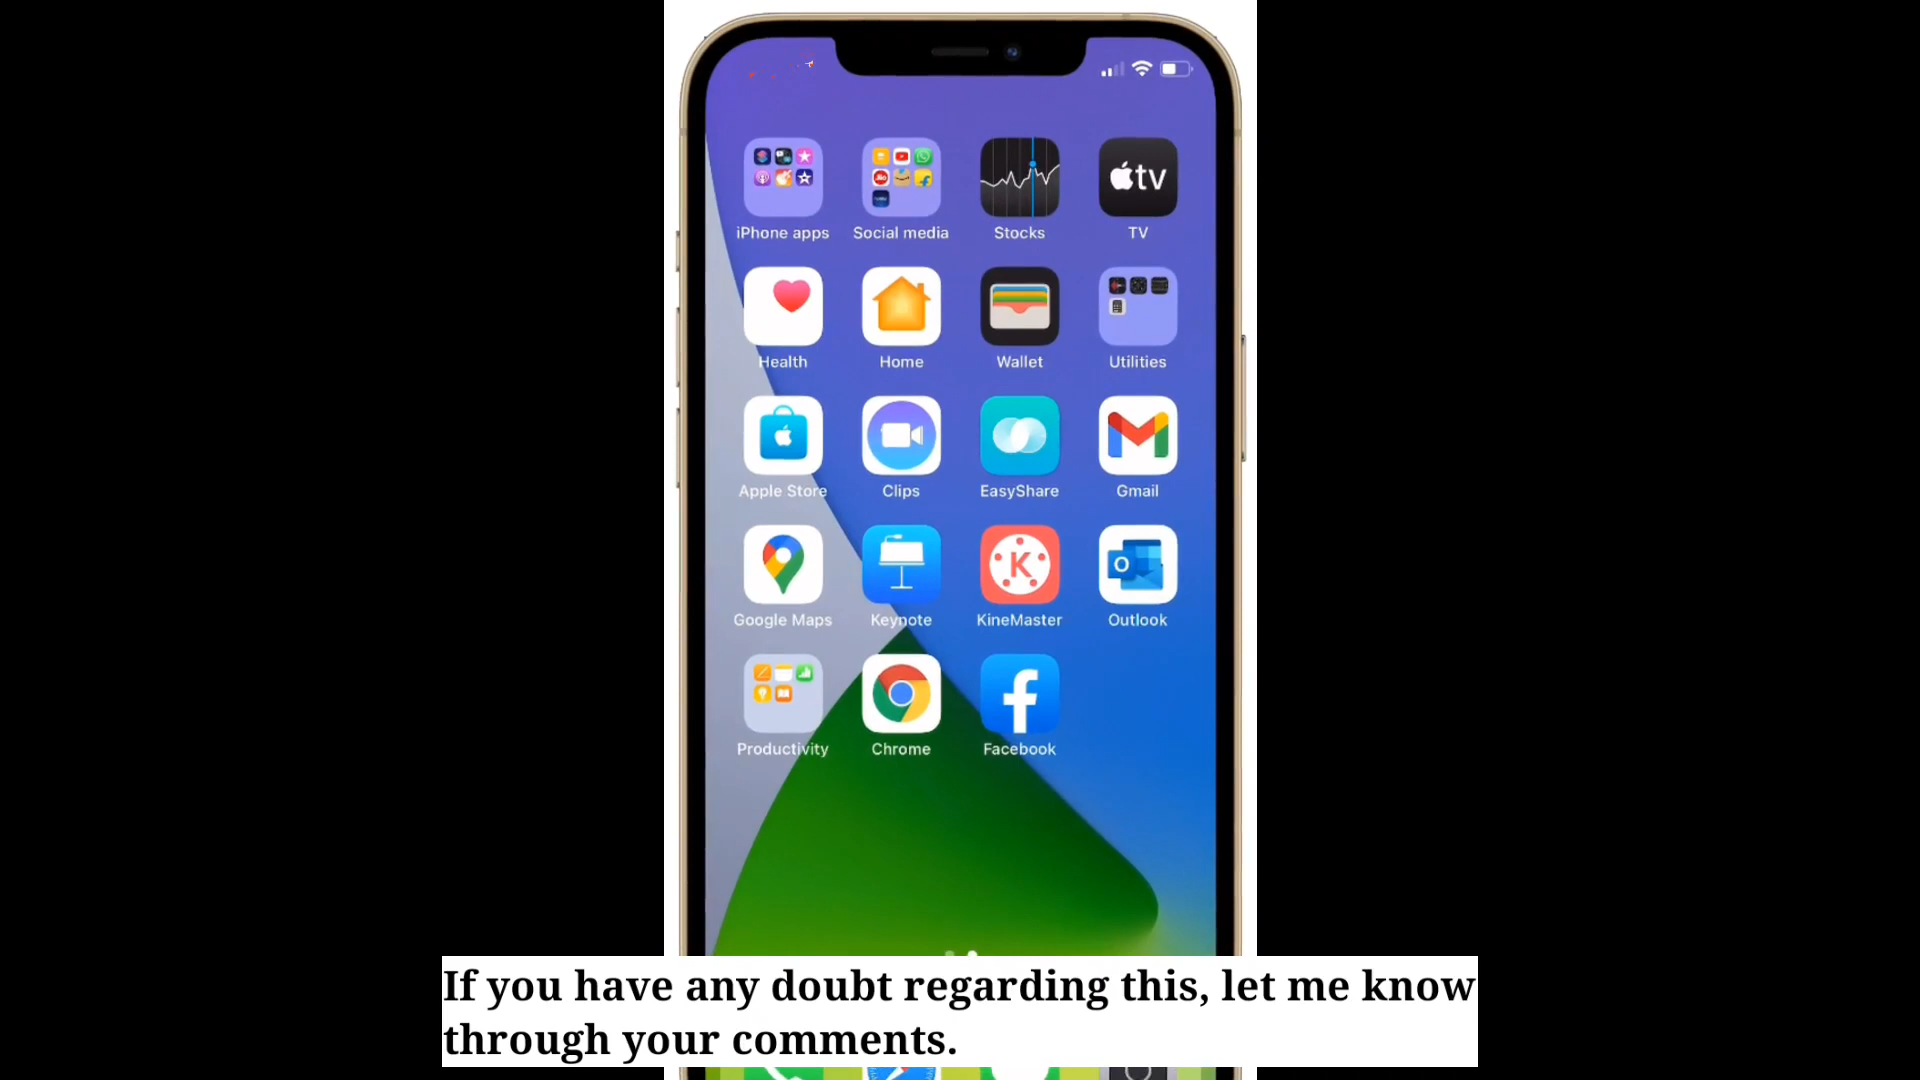 tv
iPhone apps Social media Stocks TV
Health Home Wallet Utilities
Apple Store Clips EasyShare Gmail
K O
Google Maps Keynote KineMaster Outlook
f
Productivity Chrome Facebook
If you have any doubt regarding this, let me know
through your comments.